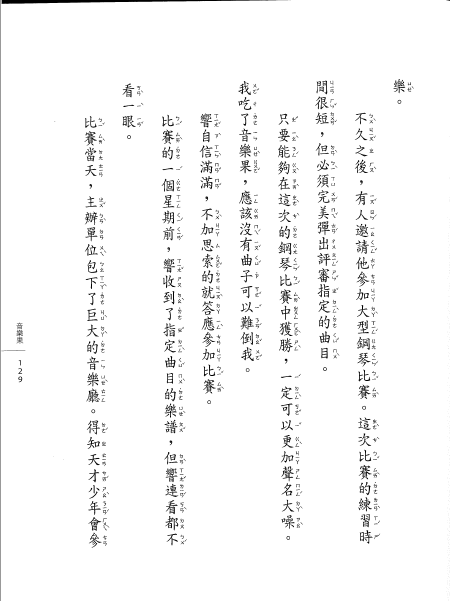 樂。
不久之後，有人邀請他參加大型鋼琴比賽。這次比賽的練習時
間很短，但必須完美彈出評審指定的曲目。
只要能夠在這次的鋼琴比賽中獲勝，一定可以更加聲名大噪。
我吃了音樂果，應該沒有曲子可以難倒我。
響自信滿滿，不加思索的就答應參加比賽。
比賽的一個星期前，響收到了指定曲目的樂譜，但響連看都不
看一眼。
比賽當天，主辦單位包下了巨大的音樂廳。得知天才少年會參
音樂果
129